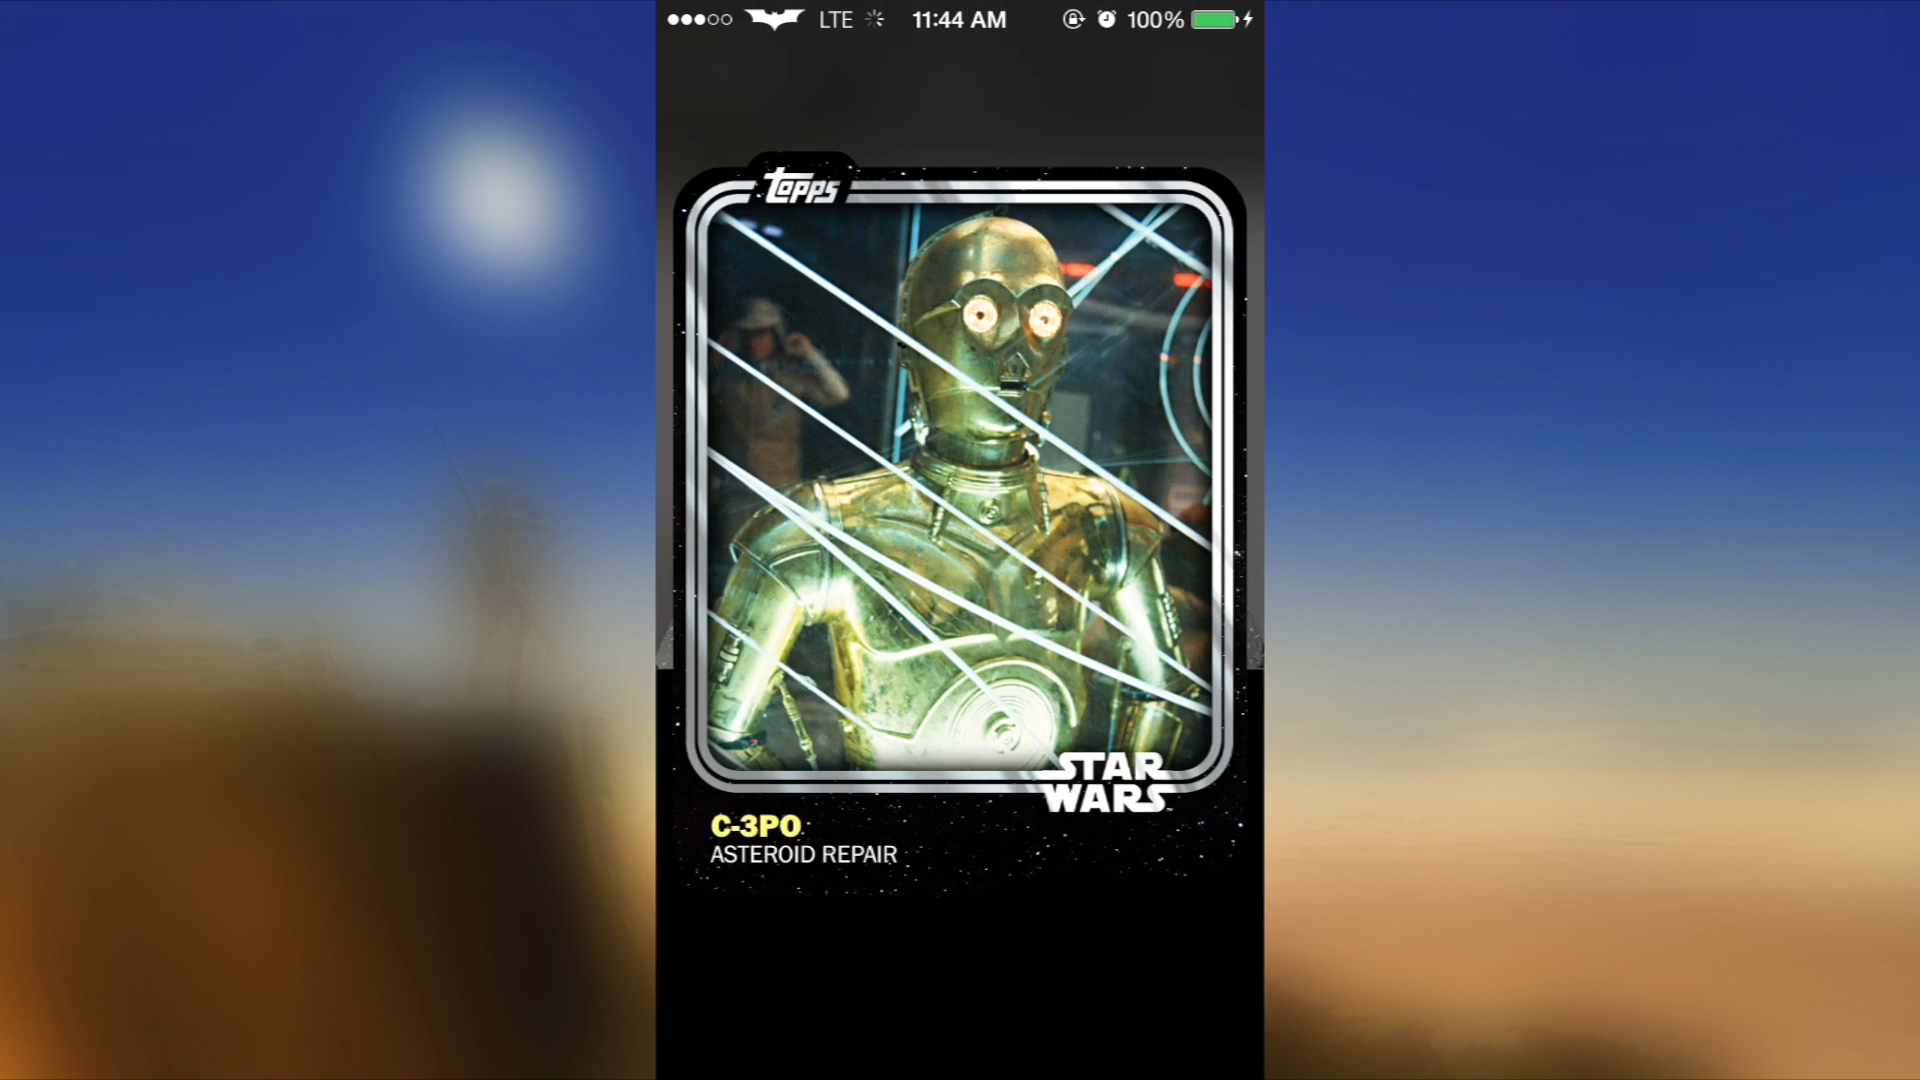 LTE 11:44 AM 100%
Topps
STAR
WARS
C-3PO
ASTEROID REPAIR